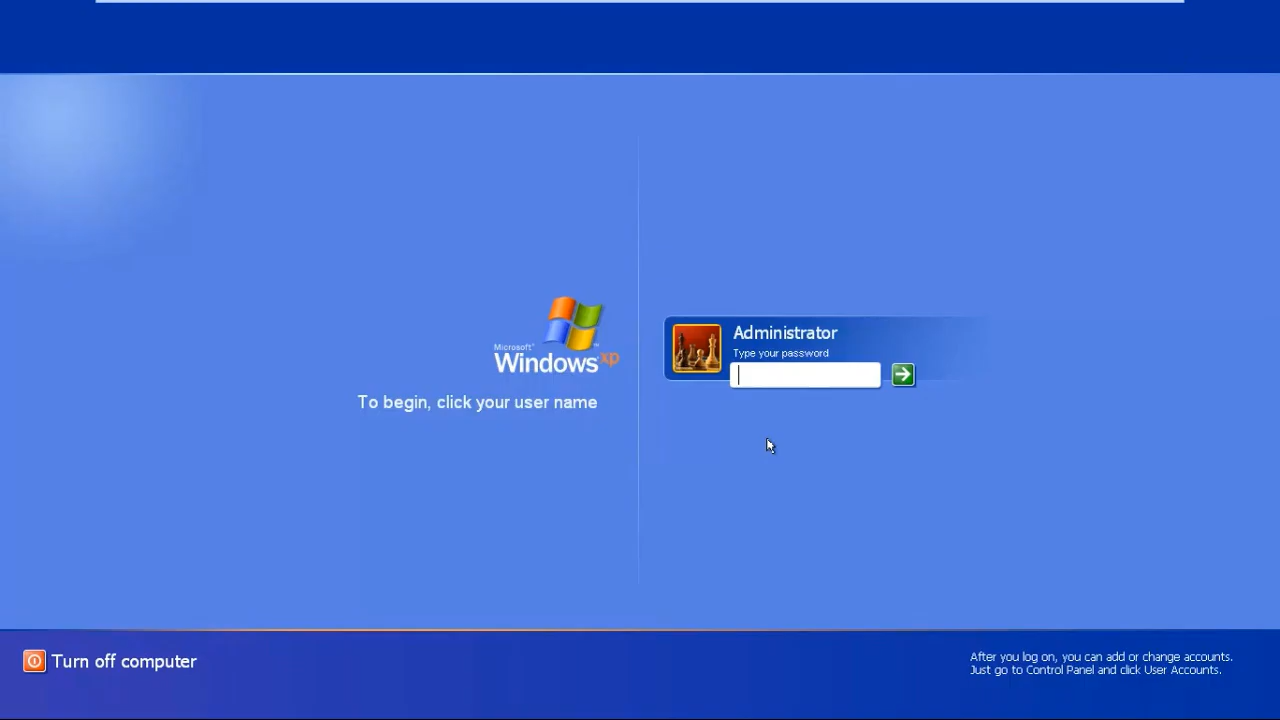 Microsoft®
Windows xp
To begin, click your user name
Administrator
Type your password
Turn off computer
After you log on, you can add or change accounts.
Just go to Control Panel and click User Accounts.